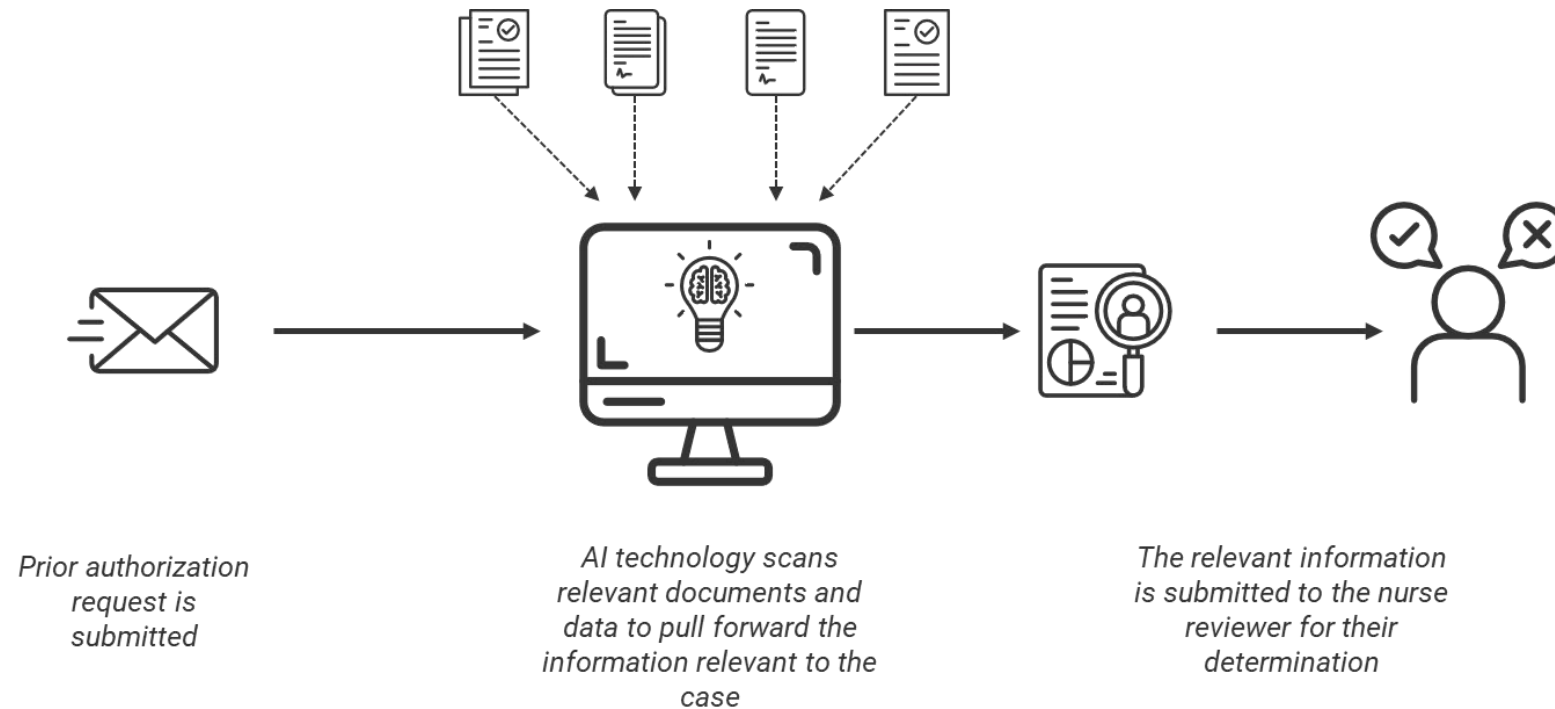 Prior authorization
request is
submitted
AI technology scans
relevant documents and
data to pull forward the
information relevant to the
case
The relevant information
is submitted to the nurse
reviewer for their
determination